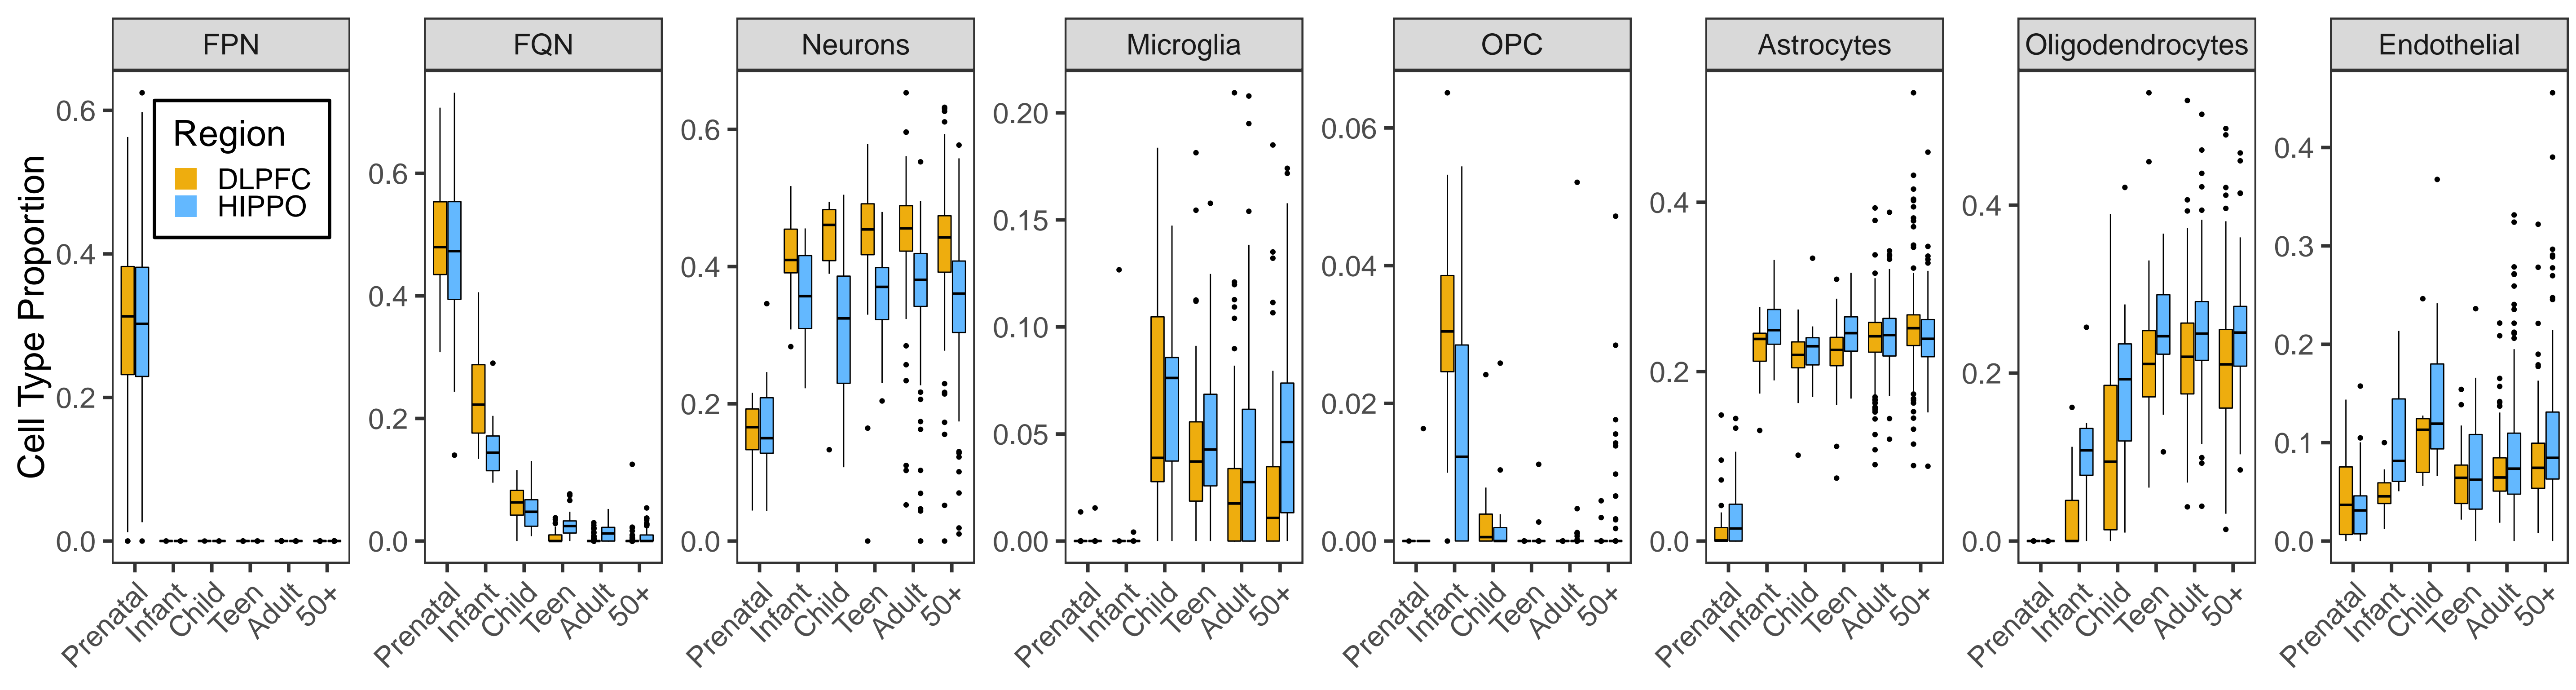 FPN FQN Neurons Microglia OPC Astrocytes Oligodendrocytes Endothelial
Cell Type Proportion
Region
DLPFC
HIPPO
0.6
0.4
0.2
0.0
0.6
0.4
0.2
0.0
0.6
0.4
0.2
0.0
0.20
0.15
0.10
0.05
0.00
0.06
0.04
0.02
0.00
0.4
0.2
0.0
0.4
0.2
0.0
0.4
0.3
0.2
0.1
0.0
Prenatal Infant Child Teen Adult 50+
Prenatal Infant Child Teen Adult 50+
Prenatal Infant Child Teen Adult 50+
Prenatal Infant Child Teen Adult 50+
Prenatal Infant Child Teen Adult 50+
Prenatal Infant Child Teen Adult 50+
Prenatal Infant Child Teen Adult 50+
Prenatal Infant Child Teen Adult 50+